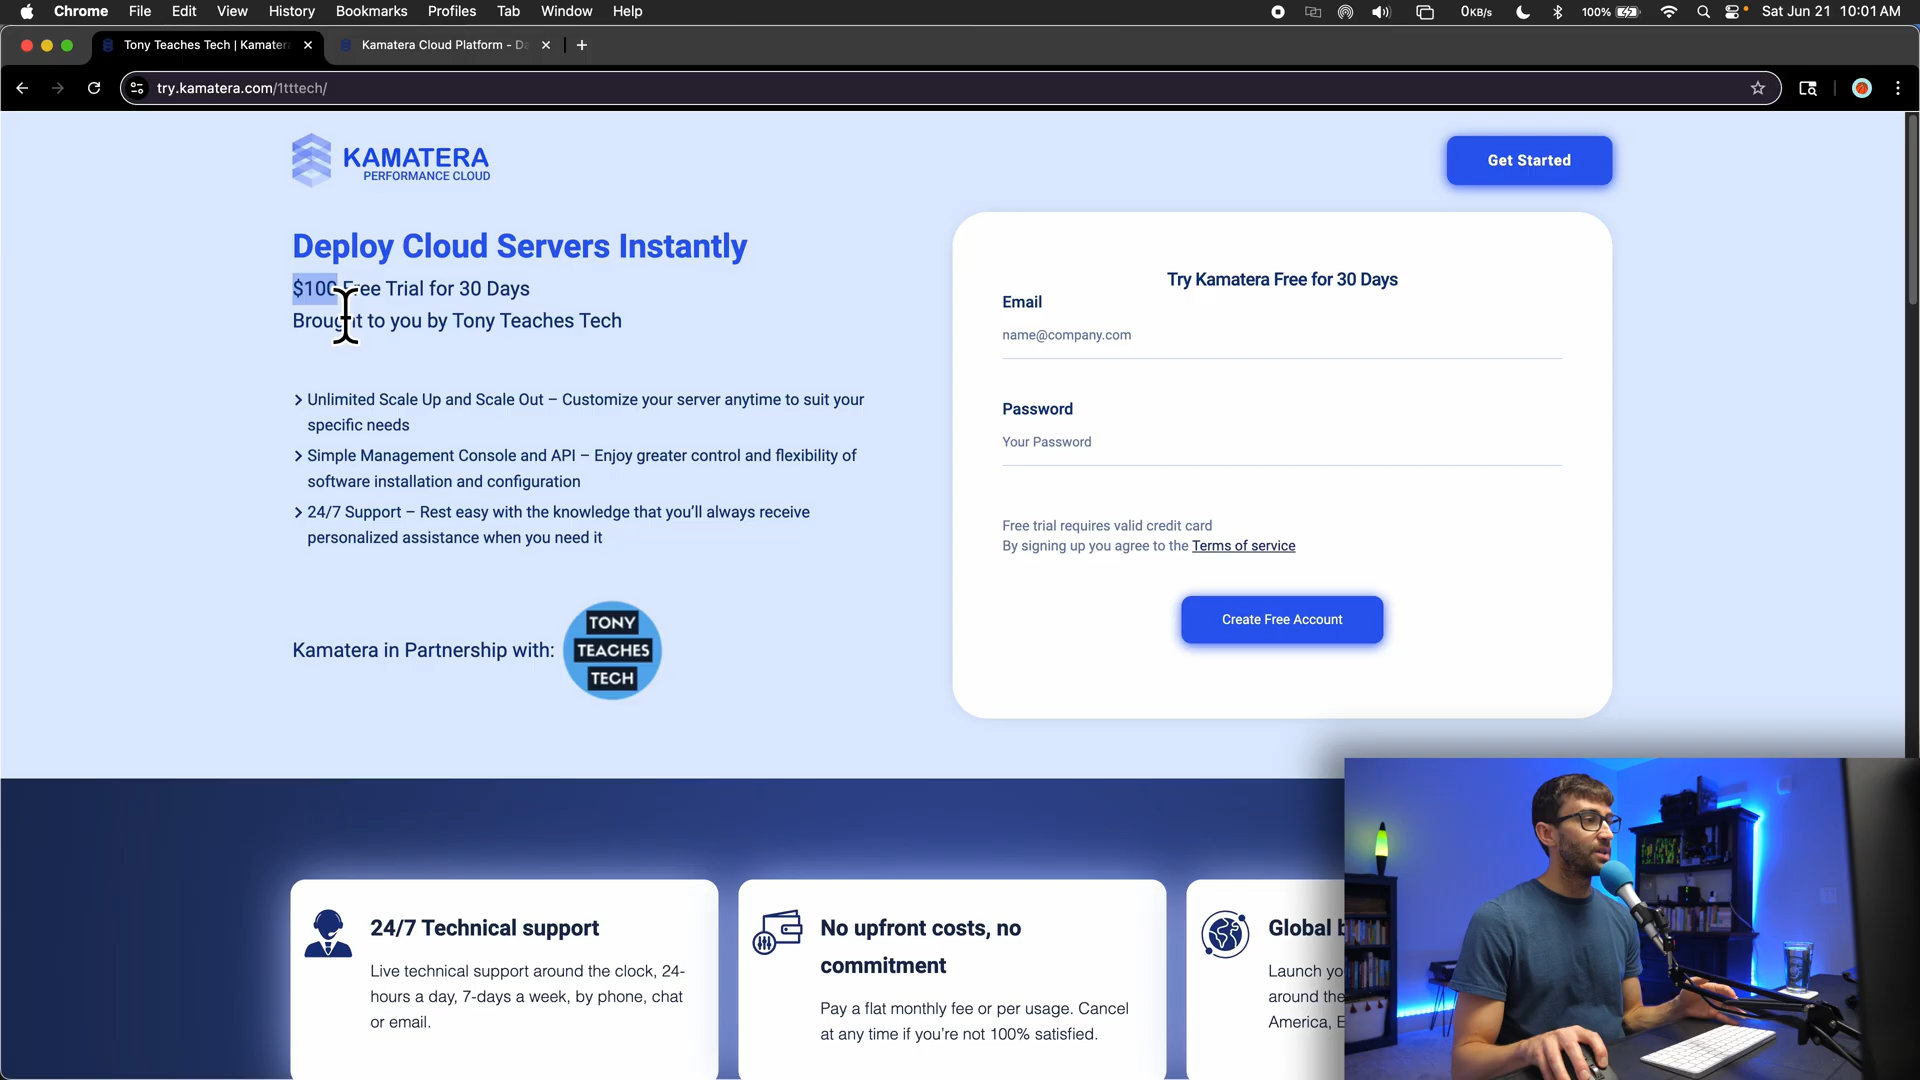 Chrome File Edit View History Bookmarks Profiles Tab Window Help 0KB/s 100% Sat Jun 21 10:01 AM
Tony Teaches Tech | Kamater Kamatera Cloud Platform - Da
try.kamatera.com/1tttech/
KAMATERA
PERFORMANCE CLOUD
Get Started
Deploy Cloud Servers Instantly
$100 Free Trial for 30 Days
Brought to you by Tony Teaches Tech
Unlimited Scale Up and Scale Out – Customize your server anytime to suit your
specific needs
Simple Management Console and API – Enjoy greater control and flexibility of
software installation and configuration
24/7 Support – Rest easy with the knowledge that you’ll always receive
personalized assistance when you need it
Kamatera in Partnership with:
TONY
TEACHES
TECH
Try Kamatera Free for 30 Days
Email
name@company.com
Password
Your Password
Free trial requires valid credit card
By signing up you agree to the Terms of service
Create Free Account
24/7 Technical support
Live technical support around the clock, 24-
hours a day, 7-days a week, by phone, chat
or email.
No upfront costs, no
commitment
Pay a flat monthly fee or per usage. Cancel
at any time if you're not 100% satisfied.
Global
Launch yo
around the
America, E